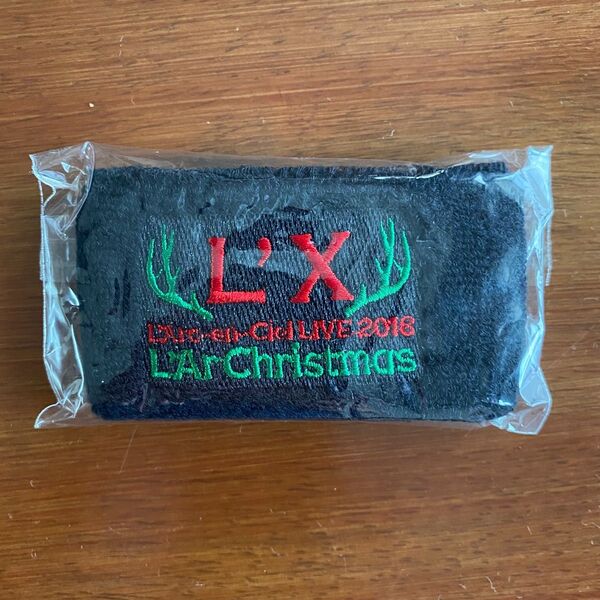 L'X
L'Arc-en-Ciel LIVE 2018
L'ArChristmas